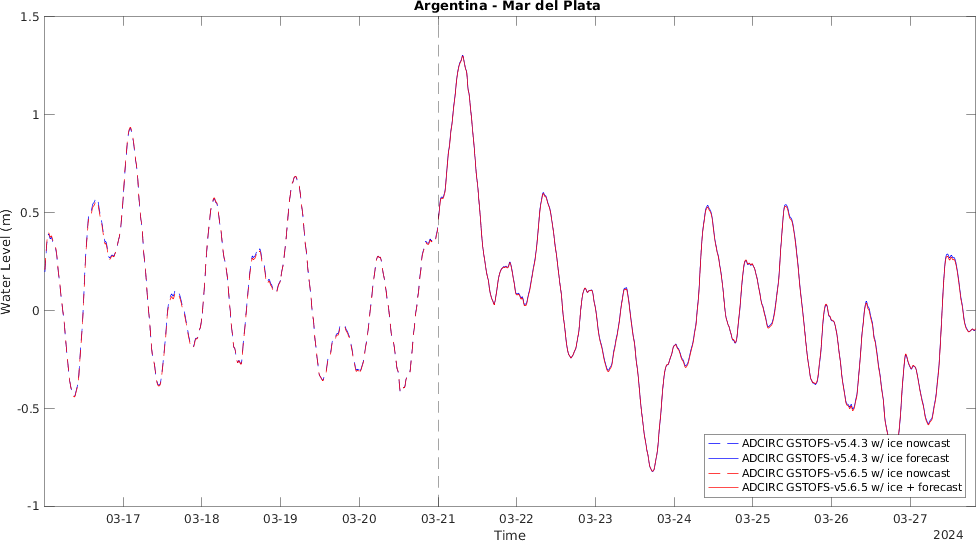 Argentina - Mar del Plata
1.5
1
0.5
0
-0.5
-1
Water Level (m)
03-17
03-18
03-19
03-20
03-21
03-22
03-23
03-24
03-25
03-26
03-27
Time
2024
ADCIRC GSTOFS-v5.4.3 w/ ice nowcast
ADCIRC GSTOFS-v5.4.3 w/ ice forecast
ADCIRC GSTOFS-v5.6.5 w/ ice nowcast
ADCIRC GSTOFS-v5.6.5 w/ ice + forecast